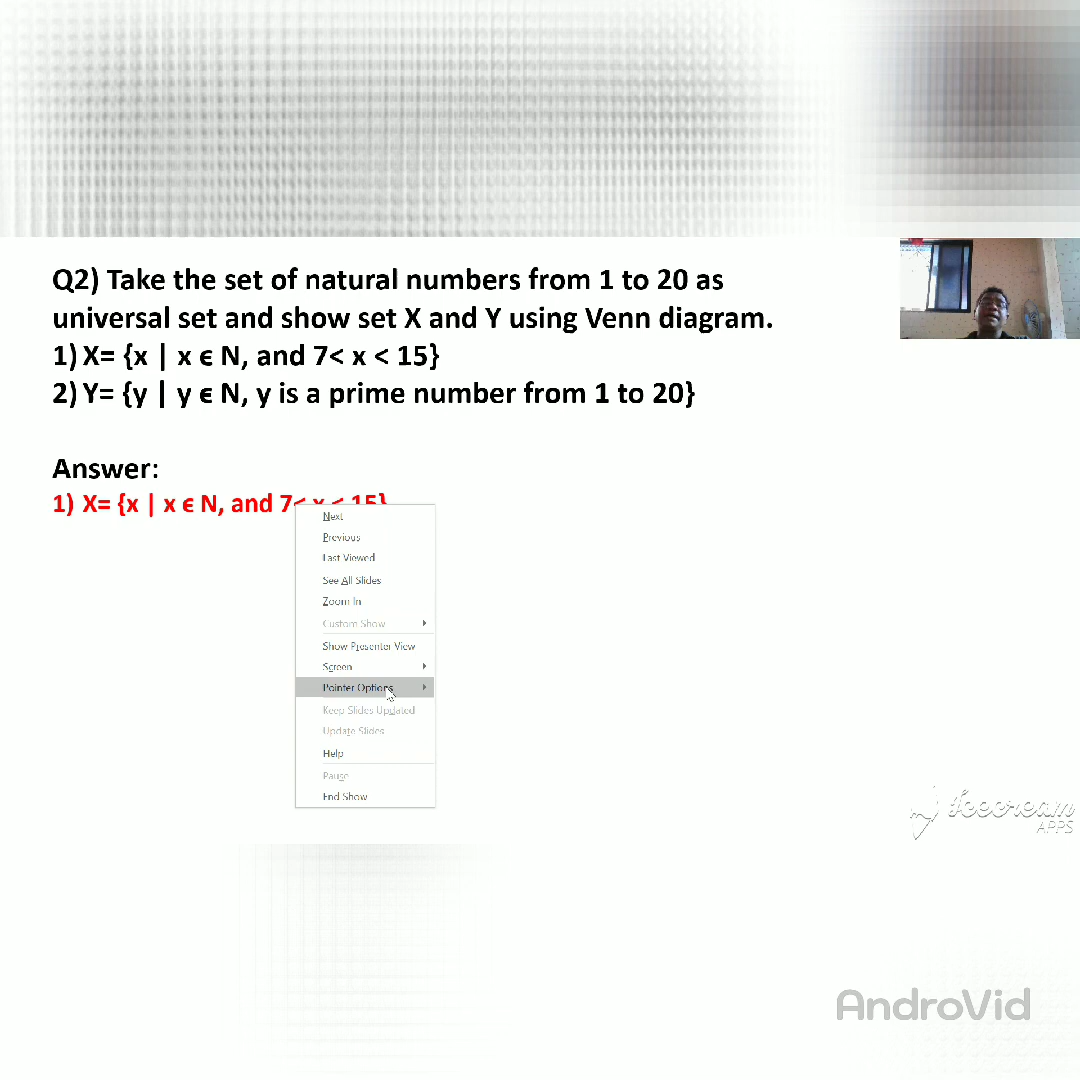 Q2) Take the set of natural numbers from 1 to 20 as
universal set and show set X and Y using Venn diagram.
1) X= {x | x ϵ N, and 7< x < 15}
2) Y= {y | y ϵ N, y is a prime number from 1 to 20}
Answer:
1) X= {x | x ϵ N, and 7< x < 15}
Next
Previous
Last Viewed
See All Slides
Zoom In
Custom Show
Show Presenter View
Screen
Pointer Options
Keep Slides Updated
Update Slides
Help
Pause
End Show
Icecream
APPS
AndroVid